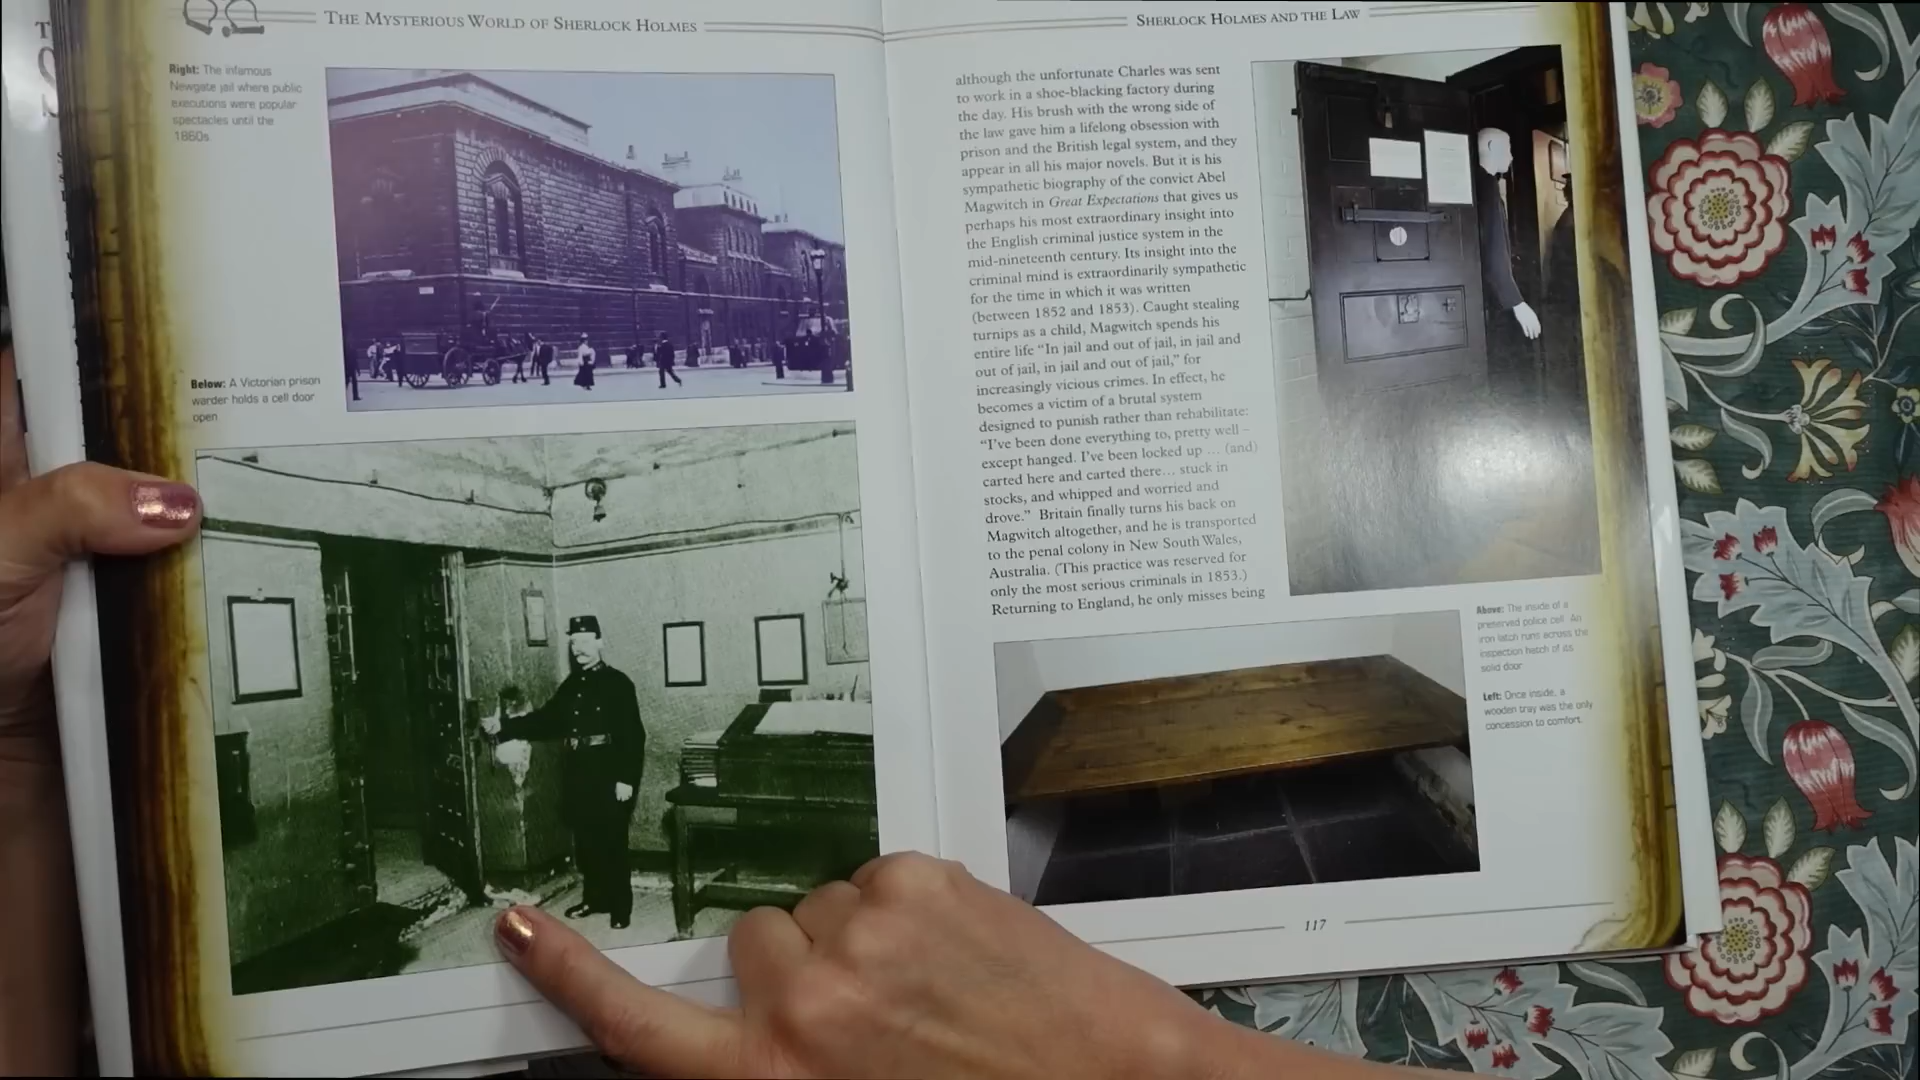 THE MYSTERIOUS WORLD OF SHERLOCK HOLMES
Right: The infamous
Newgate jail where public
executions were popular
spectacles until the
1860s.
Below: A Victorian prison
warder holds a cell door
open
SHERLOCK HOLMES AND THE LAW
although the unfortunate Charles was sent
to work in a shoe-blacking factory during
the day. His brush with the wrong side of
the law gave him a lifelong obsession with
prison and the British legal system, and they
appear in all his major novels. But it is his
sympathetic biography of the convict Abel
Magwitch in Great Expectations that gives us
perhaps his most extraordinary insight into
the English criminal justice system in the
mid-nineteenth century. Its insight into the
criminal mind is extraordinarily sympathetic
for the time in which it was written
(between 1852 and 1853). Caught stealing
turnips as a child, Magwitch spends his
entire life “In jail and out of jail, in jail and
out of jail, in jail and out of jail,” for
increasingly vicious crimes. In effect, he
becomes a victim of a brutal system
designed to punish rather than rehabilitate:
“I’ve been done everything to, pretty well –
except hanged. I’ve been locked up ... (and)
carted here and carted there... stuck in
stocks, and whipped and worried and
drove.” Britain finally turns his back on
Magwitch altogether, and he is transported
to the penal colony in New South Wales,
Australia. (This practice was reserved for
only the most serious criminals in 1853.)
Returning to England, he only misses being
Above: The inside of a
preserved police cell. An
iron latch runs across the
inspection hatch of its
solid door
Left: Once inside, a
wooden tray was the only
concession to comfort.
117